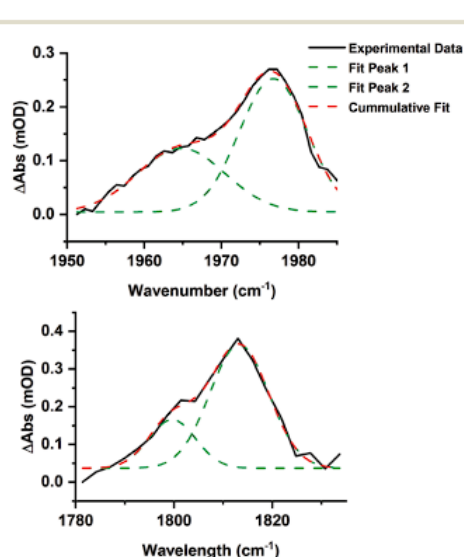 0.3
0.2
0.1
0.0
ΔAbs (mOD)
Experimental Data
Fit Peak 1
Fit Peak 2
Cummulative Fit
1950 1960 1970 1980
Wavenumber (cm⁻¹)
0.4
0.3
0.2
0.1
0.0
ΔAbs (mOD)
1780 1800 1820
Wavelength (cm⁻¹)